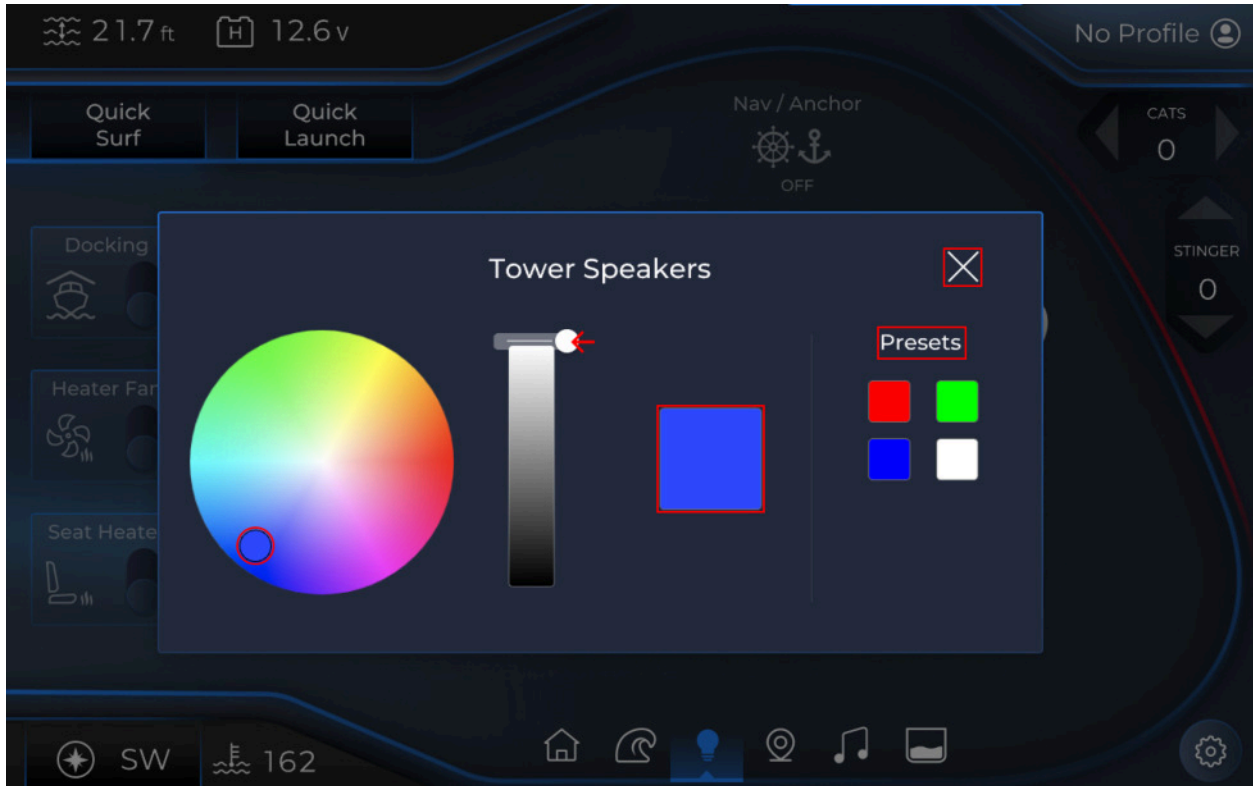 21.7 ft
H
12.6 v
No Profile
Quick
Surf
Quick
Launch
Nav / Anchor
OFF
CATS
0
Docking
STINGER
0
Tower Speakers
Presets
Heater Fan
Seat Heate
SW
162